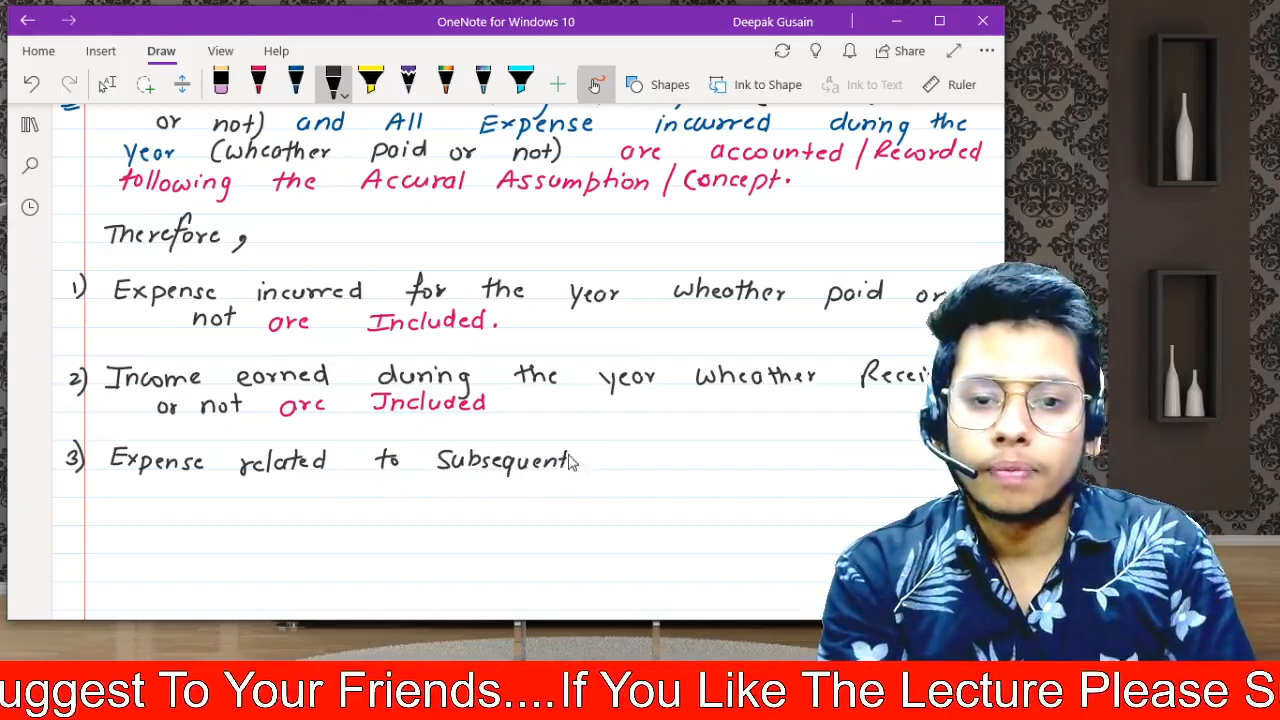 OneNote for Windows 10
Deepak Gusain
Home Insert Draw View Help
Share
Shapes Ink to Shape Ink to Text Ruler
or not) and All Expense incurred during the
year (wheather paid or not) are accounted / Recorded
following the Accural Assumption / Concept.
Therefore,
1) Expense incurred for the year wheather paid or
not are Included.
2) Income earned during the year wheather Recei
or not are Included
3) Expense related to Subsequent
uggest To Your Friends....If You Like The Lecture Please S